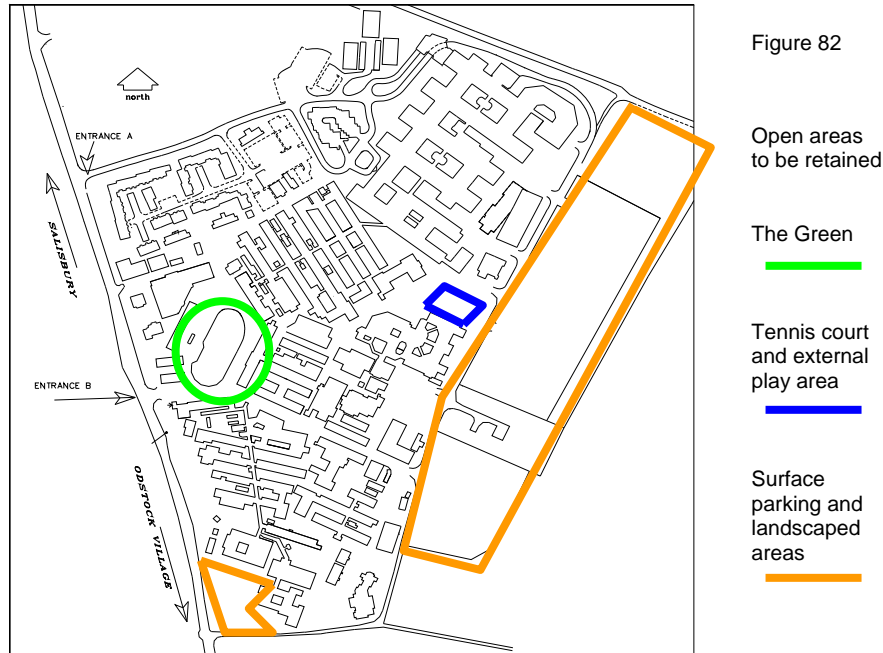 Figure 82
Open areas
to be retained
The Green
Tennis court
and external
play area
Surface
parking and
landscaped
areas
north
ENTRANCE A
SALISBURY
ENTRANCE B
ODSTOCK VILLAGE